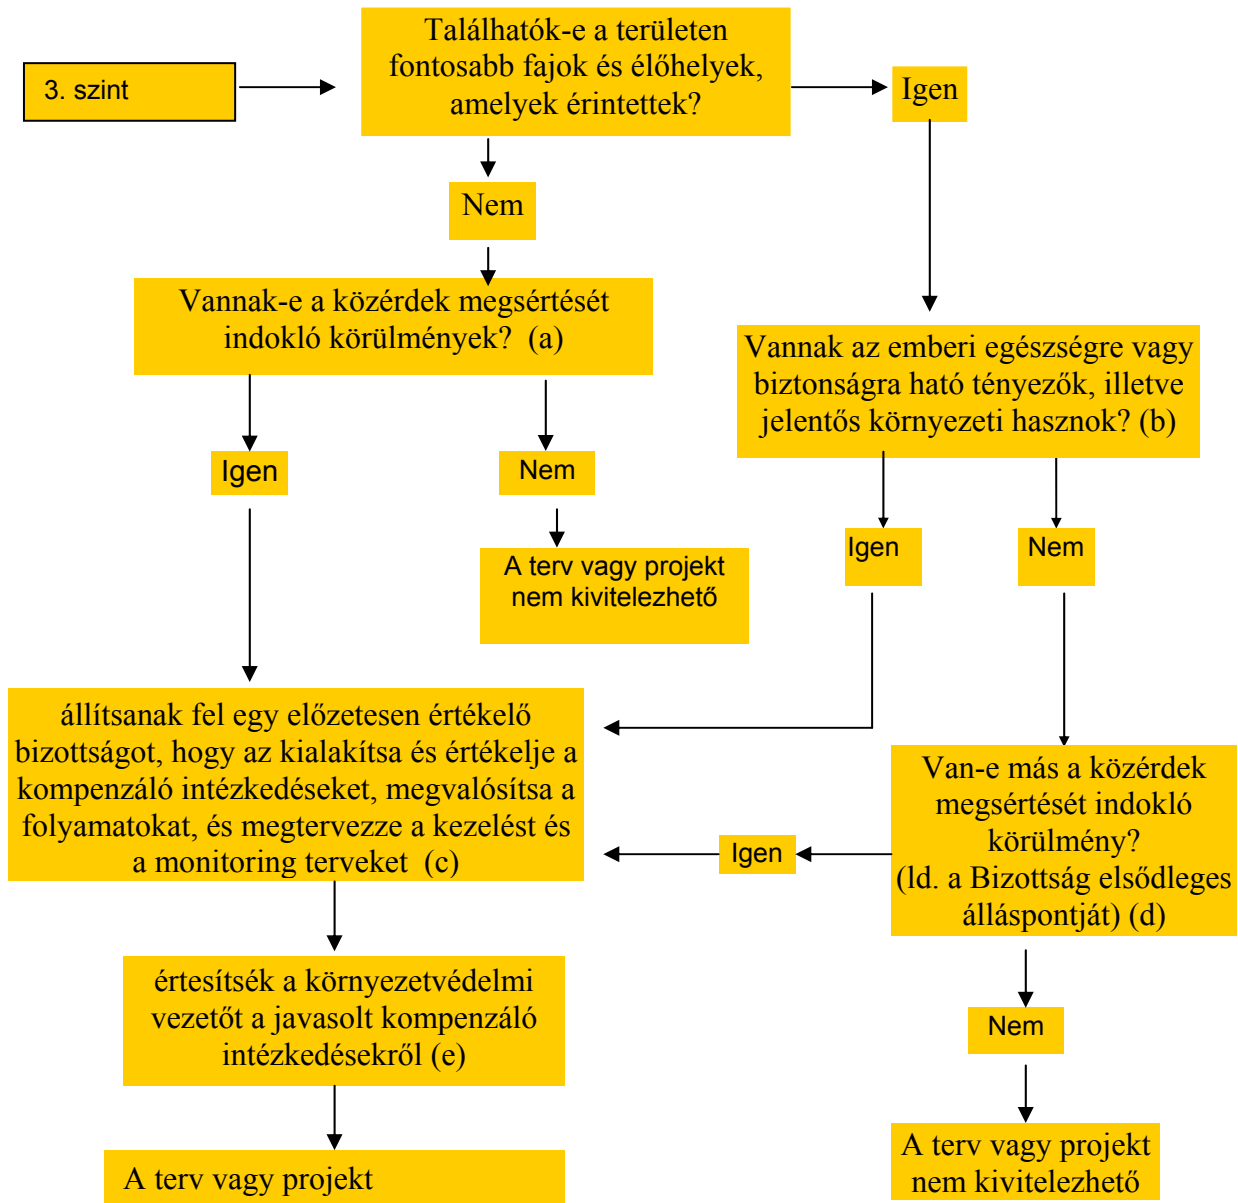 Találhatók-e a területen
fontosabb fajok és élőhelyek,
amelyek érintettek?
3. szint
Igen
Nem
Vannak-e a közérdek megsértését
indokló körülmények?  (a)
Vannak az emberi egészségre vagy
biztonságra ható tényezők, illetve
jelentős környezeti hasznok? (b)
Igen
Nem
Igen
Nem
A terv vagy projekt
nem kivitelezhető
állítsanak fel egy előzetesen értékelő
bizottságot, hogy az kialakítsa és értékelje a
kompenzáló intézkedéseket, megvalósítsa a
folyamatokat, és megtervezze a kezelést és
a monitoring terveket  (c)
Igen
Van-e más a közérdek
megsértését indokló
körülmény?
(ld. a Bizottság elsődleges
álláspontját) (d)
értesítsék a környezetvédelmi
vezetőt a javasolt kompenzáló
intézkedésekről (e)
Nem
A terv vagy projekt
A terv vagy projekt
nem kivitelezhető